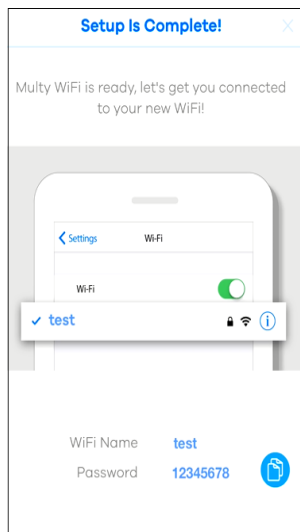 Setup Is Complete!
Multy WiFi is ready, let's get you connected
to your new WiFi!
Settings Wi-Fi
Wi-Fi
test
WiFi Name test
Password 12345678